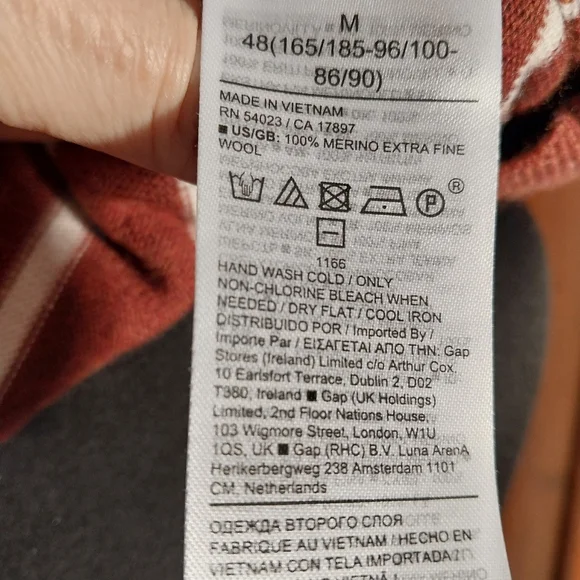 M
48(165/185-96/100-
86/90)
MADE IN VIETNAM
RN 54023 / CA 17897
■ US/GB: 100% MERINO EXTRA FINE
WOOL
P ®
1166
HAND WASH COLD / ONLY
NON-CHLORINE BLEACH WHEN
NEEDED / DRY FLAT / COOL IRON
DISTRIBUIDO POR / Imported By /
Importe Par / ΕΙΣΑΓΕΤΑΙ ΑΠΟ ΤΗΝ: Gap
Stores (Ireland) Limited c/o Arthur Cox,
10 Earlsfort Terrace, Dublin 2, D02
T380, Ireland ■ Gap (UK Holdings)
Limited, 2nd Floor Nations House,
103 Wigmore Street, London, W1U
1QS, UK ■ Gap (RHC) B.V. Luna ArenA
Herikerbergweg 238 Amsterdam 1101
CM, Netherlands
ОДЕЖДА ВТОРОГО СЛОЯ
FABRIQUÉ AU VIETNAM / HECHO EN
VIETNAM CON TELA IMPORTADA /